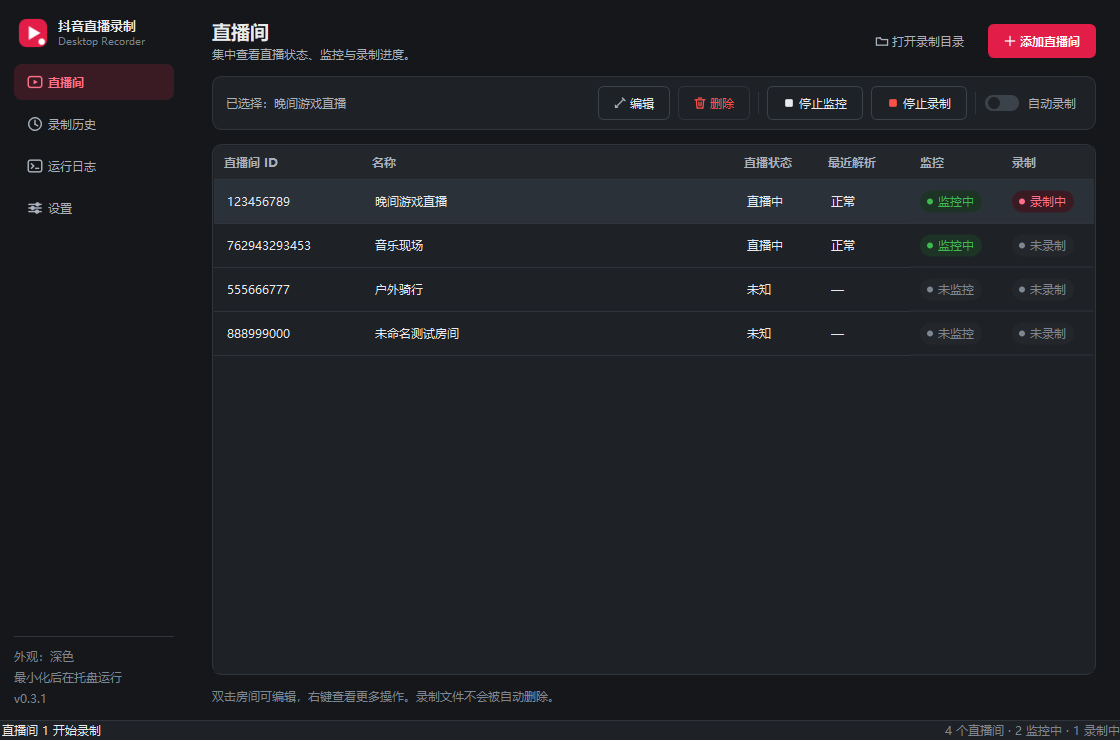 抖音直播录制
Desktop Recorder
直播间
录制历史
运行日志
设置
外观：深色
最小化后在托盘运行
v0.3.1
直播间
集中查看直播状态、监控与录制进度。
打开录制目录
添加直播间
已选择：晚间游戏直播
编辑
删除
停止监控
停止录制
自动录制
直播间 ID 名称 直播状态 最近解析 监控 录制
123456789 晚间游戏直播 直播中 正常 监控中 录制中
762943293453 音乐现场 直播中 正常 监控中 未录制
555666777 户外骑行 未知 — 未监控 未录制
888999000 未命名测试房间 未知 — 未监控 未录制
双击房间可编辑，右键查看更多操作。录制文件不会被自动删除。
直播间 1 开始录制
4 个直播间 · 2 监控中 · 1 录制中